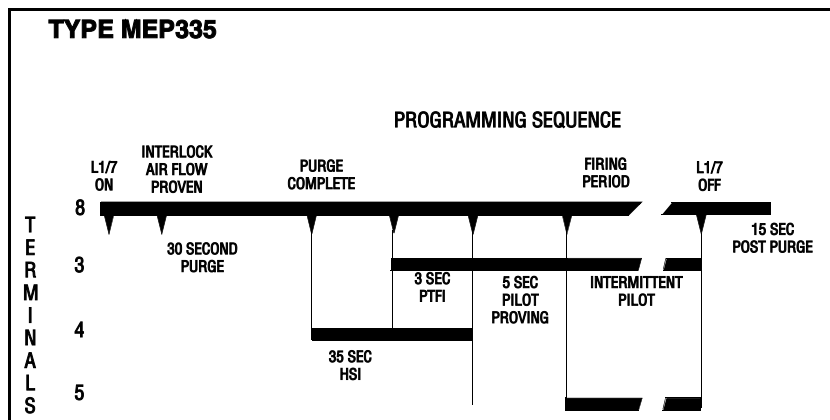 TYPE MEP335
PROGRAMMING SEQUENCE
L1/7
ON
INTERLOCK
AIR FLOW
PROVEN
PURGE
COMPLETE
FIRING
PERIOD
L1/7
OFF
8
30 SECOND
PURGE
15 SEC
POST PURGE
TERMINALS
3
3 SEC
PTFI
5 SEC
PILOT
PROVING
INTERMITTENT
PILOT
4
35 SEC
HSI
5